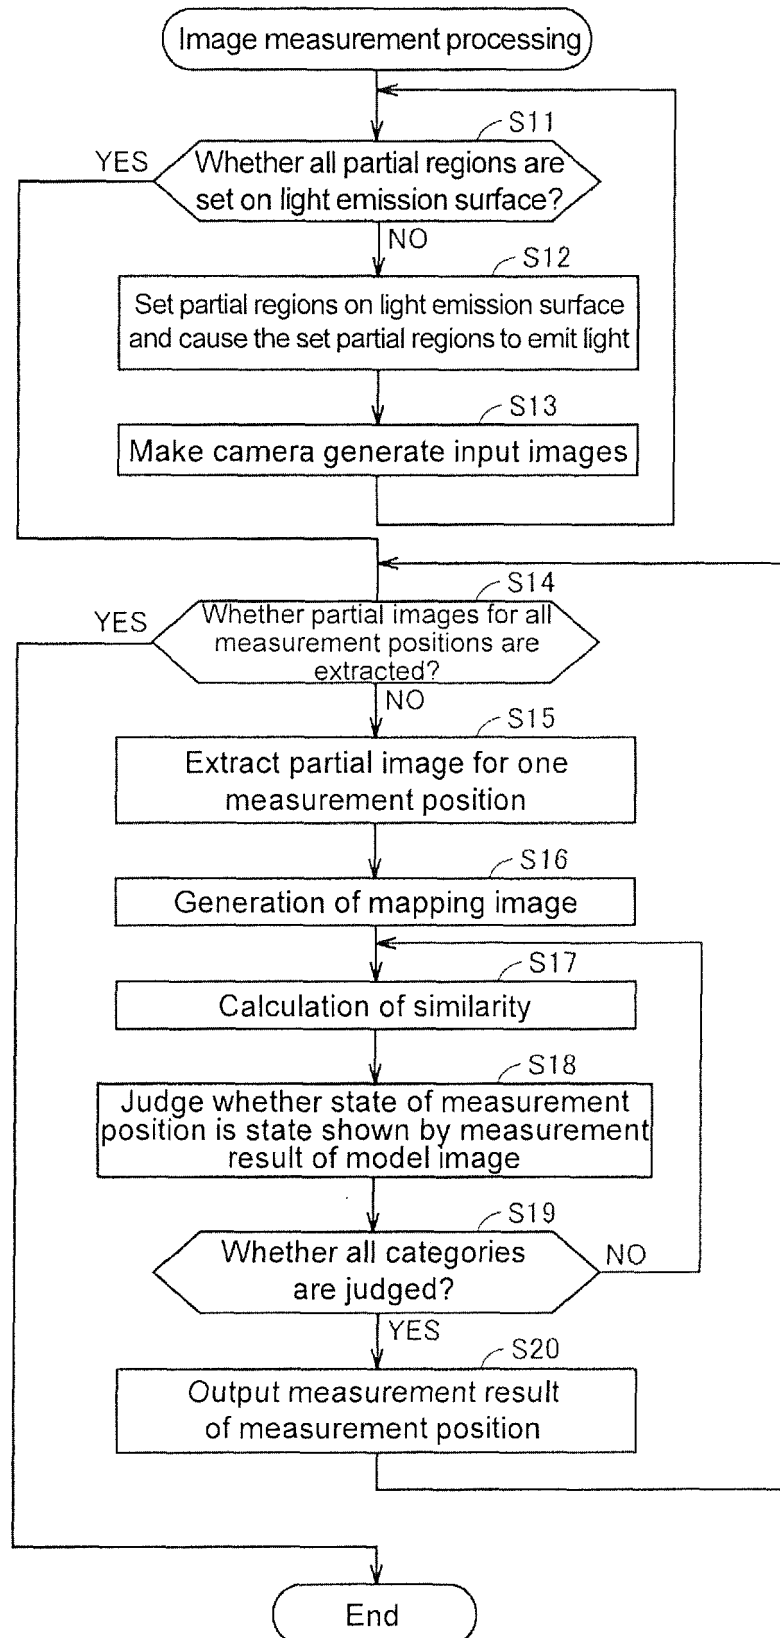 Image measurement processing
S11
YES
Whether all partial regions are
set on light emission surface?
NO
S12
Set partial regions on light emission surface
and cause the set partial regions to emit light
S13
Make camera generate input images
S14
YES
Whether partial images for all
measurement positions are
extracted?
NO
S15
Extract partial image for one
measurement position
S16
Generation of mapping image
S17
Calculation of similarity
S18
Judge whether state of measurement
position is state shown by measurement
result of model image
S19
Whether all categories
are judged?
NO
YES
S20
Output measurement result
of measurement position
End